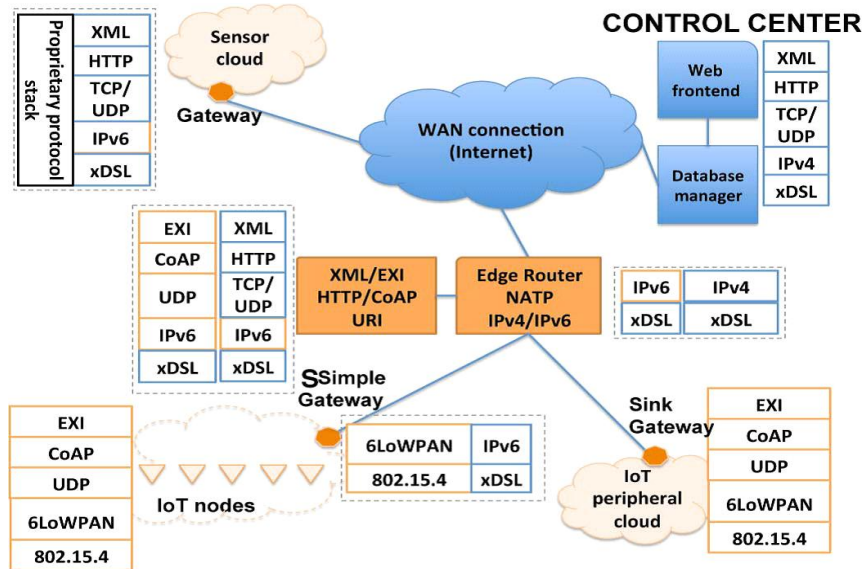 CONTROL CENTER
Proprietary protocol
stack
XML
HTTP
TCP/
UDP
IPv6
xDSL
Sensor
cloud
Gateway
WAN connection
(Internet)
Web
frontend
Database
manager
XML
HTTP
TCP/
UDP
IPv4
xDSL
EXI
CoAP
UDP
IPv6
xDSL
XML
HTTP
TCP/
UDP
IPv6
xDSL
XML/EXI
HTTP/CoAP
URI
Edge Router
NATP
IPv4/IPv6
IPv6
IPv4
xDSL
xDSL
SSimple
Gateway
Sink
Gateway
EXI
CoAP
UDP
6LoWPAN
802.15.4
IoT nodes
6LoWPAN
IPv6
802.15.4
xDSL
IoT
peripheral
cloud
EXI
CoAP
UDP
6LoWPAN
802.15.4